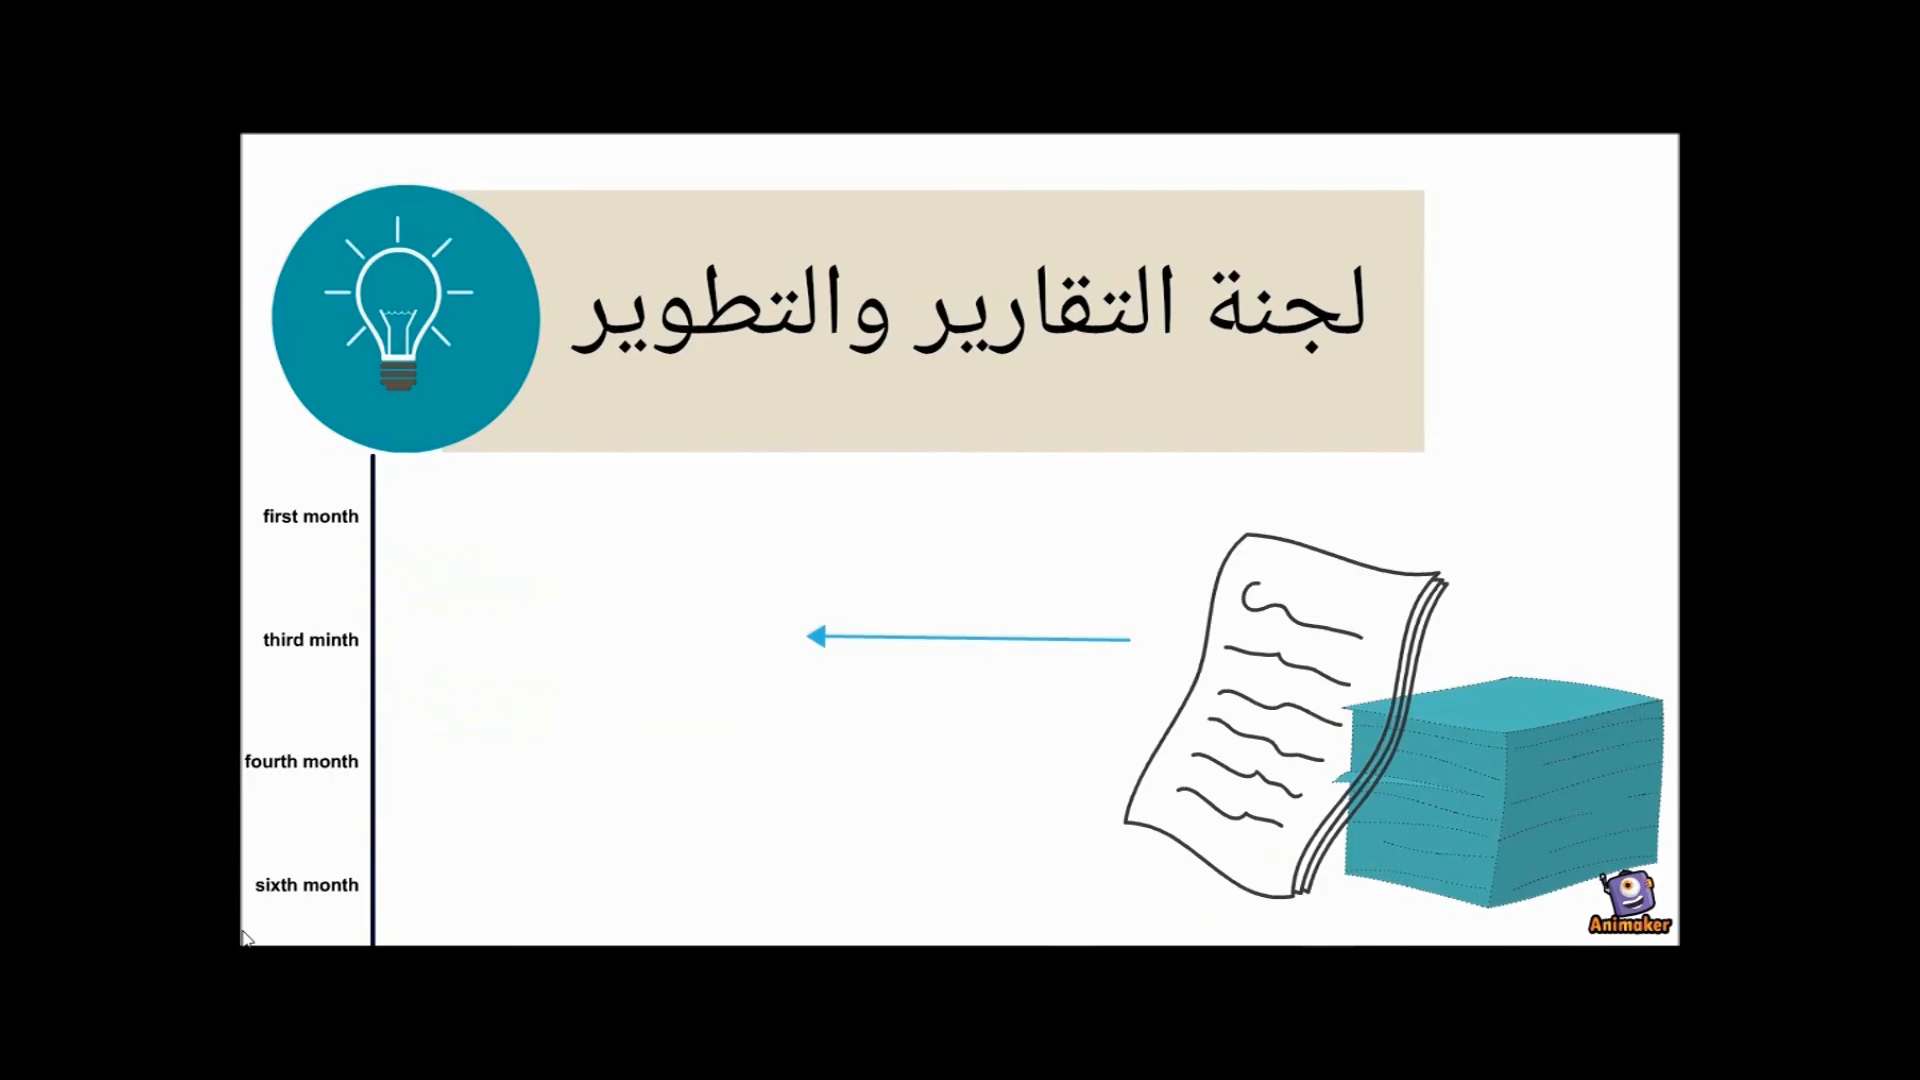 لجنة التقارير والتطوير
first month
third minth
fourth month
sixth month
Animaker